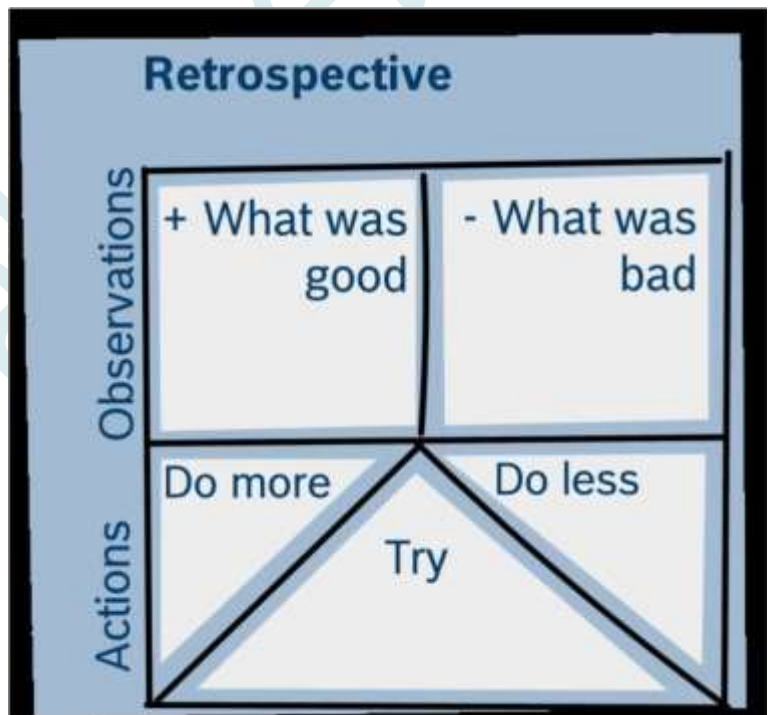 Retrospective
Observations
+ What was
good
- What was
bad
Actions
Do more
Do less
Try